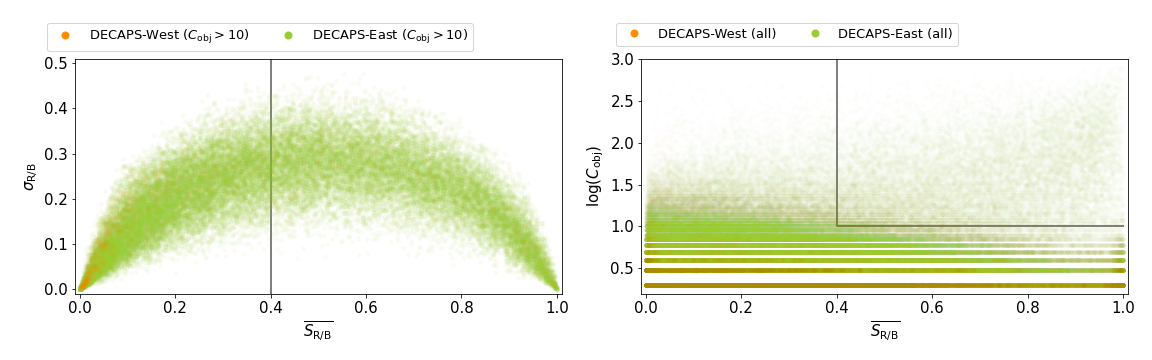 DECAPS-West (C_obj > 10) DECAPS-East (C_obj > 10)
0.5
0.4
0.3
0.2
0.1
0.0
σ_R/B
0.0 0.2 0.4 0.6 0.8 1.0
S_R/B
DECAPS-West (all) DECAPS-East (all)
3.0
2.5
2.0
1.5
1.0
0.5
log(C_obj)
0.0 0.2 0.4 0.6 0.8 1.0
S_R/B